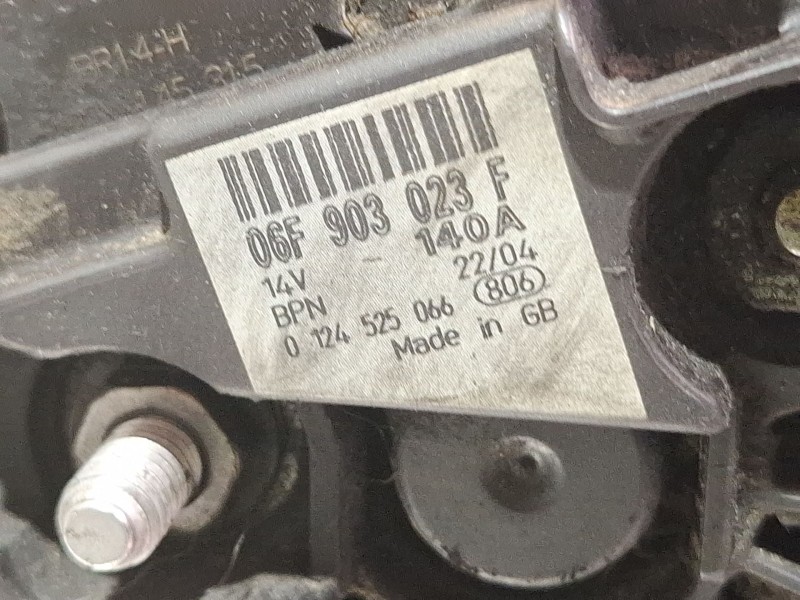 06F 903 023 F
14V - 140A
BPN 22/04
0 124 525 066 806
Made in GB